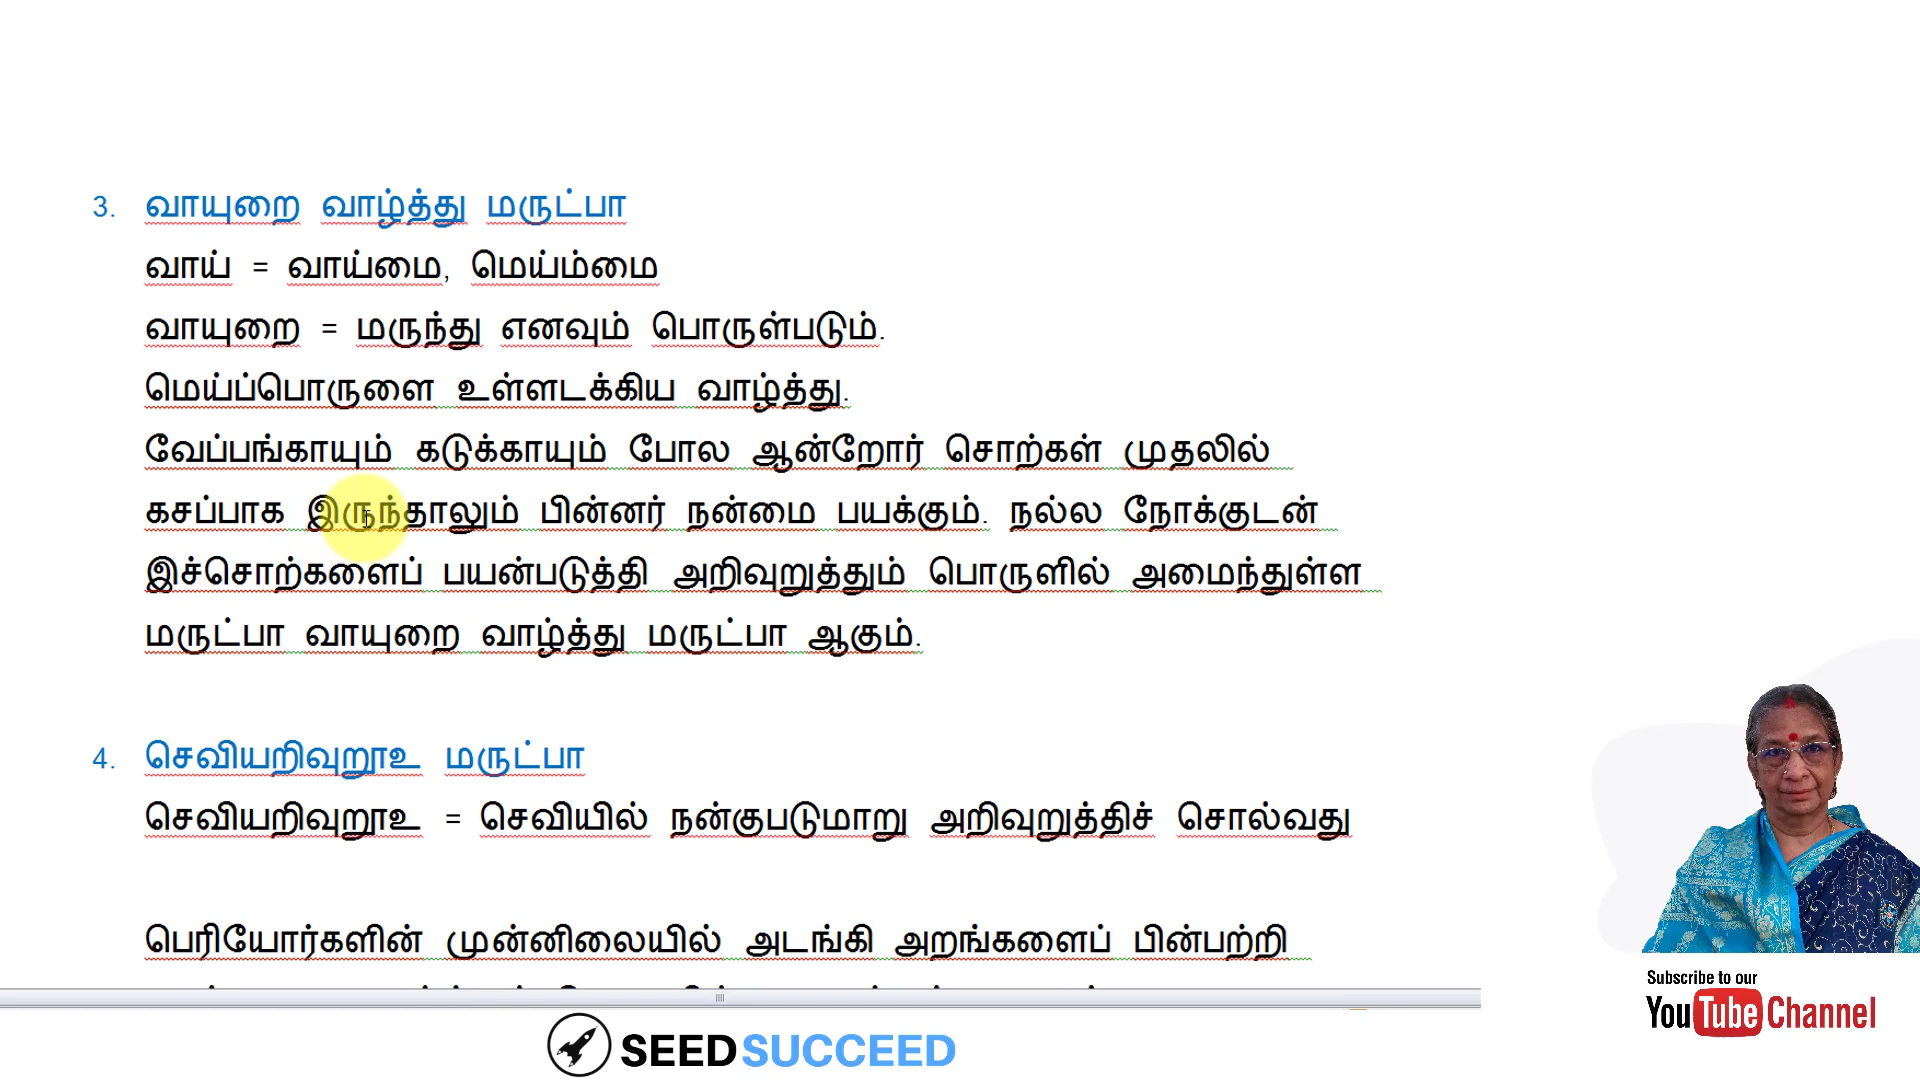 3. வாயுறை வாழ்த்து மருட்பா
வாய் = வாய்மை, மெய்ம்மை
வாயுறை = மருந்து எனவும் பொருள்படும்.
மெய்ப்பொருளை உள்ளடக்கிய வாழ்த்து.
வேப்பங்காயும் கடுக்காயும் போல ஆன்றோர் சொற்கள் முதலில்
கசப்பாக இருந்தாலும் பின்னர் நன்மை பயக்கும். நல்ல நோக்குடன்
இச்சொற்களைப் பயன்படுத்தி அறிவுறுத்தும் பொருளில் அமைந்துள்ள
மருட்பா வாயுறை வாழ்த்து மருட்பா ஆகும்.
4. செவியறிவுறூஉ மருட்பா
செவியறிவுறூஉ = செவியில் நன்குபடுமாறு அறிவுறுத்திச் சொல்வது
பெரியோர்களின் முன்னிலையில் அடங்கி அறங்களைப் பின்பற்றி
Subscribe to our
YouTube Channel
SEEDSUCCEED